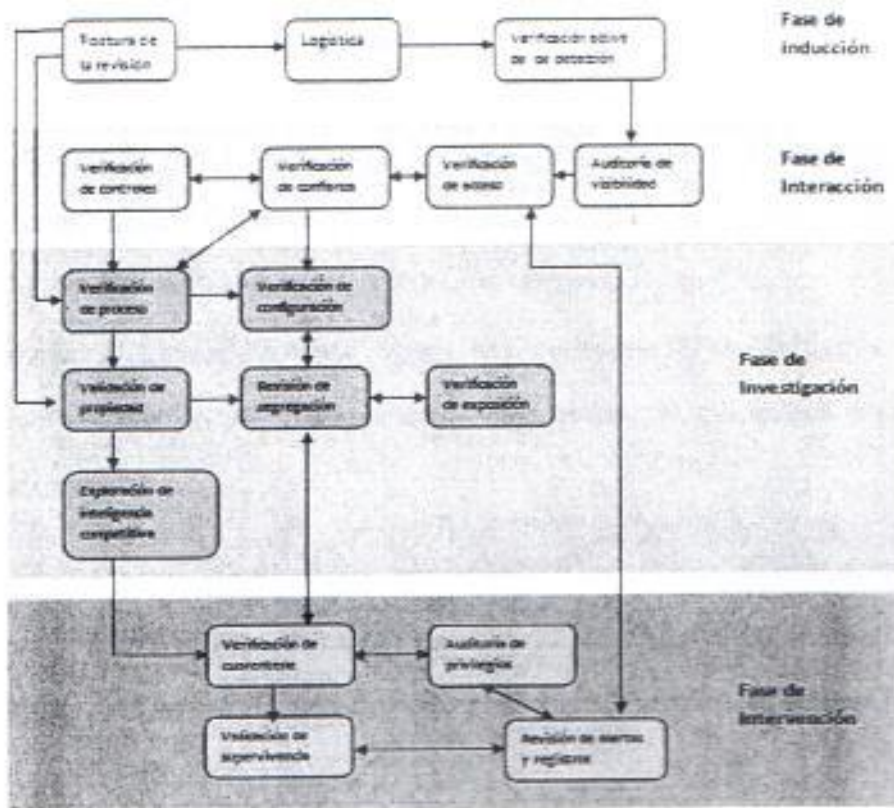 Postura de
la revisión
Logística
Verificación
de detección
Fase de
inducción
Verificación
de controles
Verificación
de confianza
Verificación
de acceso
Auditoría de
visibilidad
Fase de
Interacción
Verificación
de proceso
Verificación de
configuración
Validación de
propiedad
Revisión de
segregación
Verificación
de exposición
Fase de
Investigación
Exploración de
inteligencia
competitiva
Verificación de
cuarentena
Auditoría de
privilegios
Fase de
Intervención
Validación de
supervivencia
Revisión de alertas
y registros